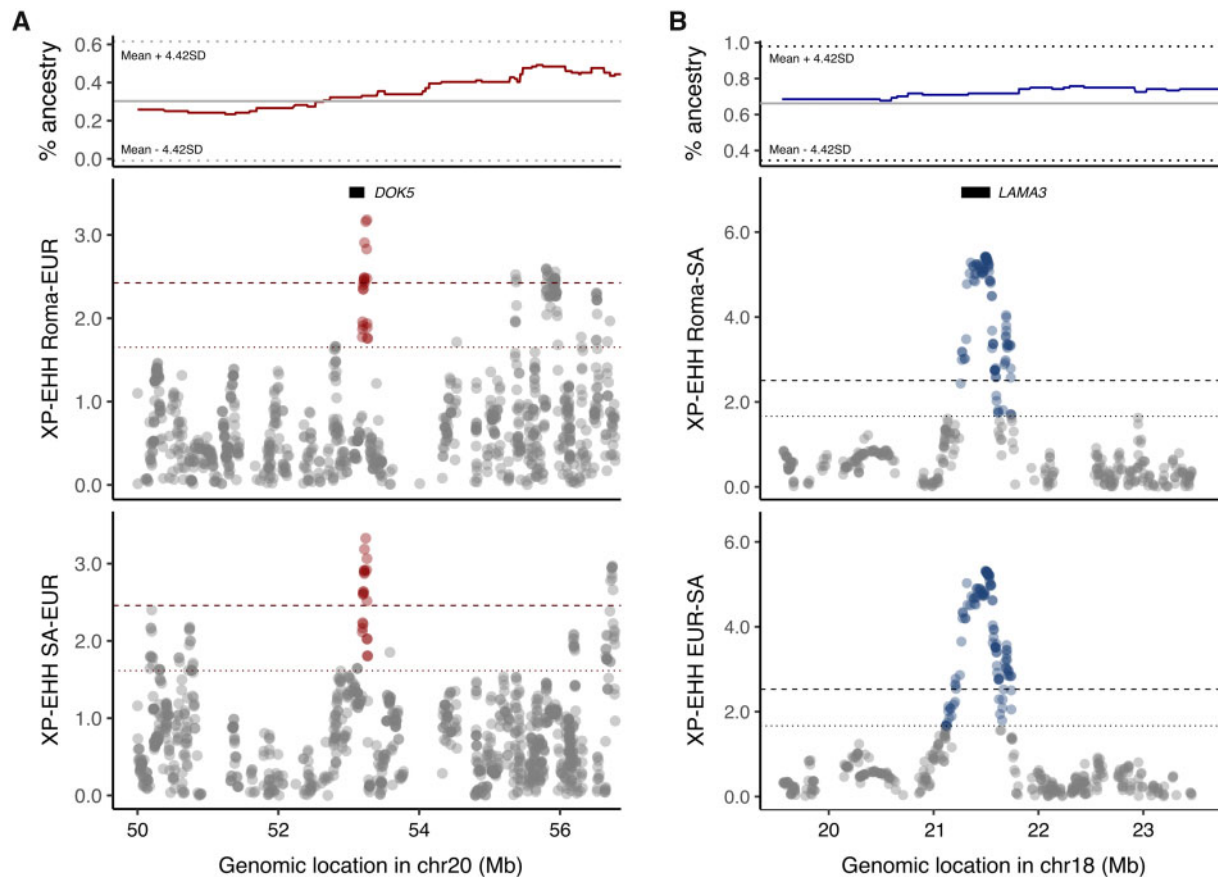 A
% ancestry
0.6
0.4
0.2
0.0
Mean + 4.42SD
Mean - 4.42SD
XP-EHH Roma-EUR
3.0
2.0
1.0
0.0
DOK5
XP-EHH SA-EUR
3.0
2.0
1.0
0.0
50
52
54
56
Genomic location in chr20 (Mb)
B
% ancestry
1.0
0.8
0.6
0.4
Mean + 4.42SD
Mean - 4.42SD
XP-EHH Roma-SA
6.0
4.0
2.0
0.0
LAMA3
XP-EHH EUR-SA
6.0
4.0
2.0
0.0
20
21
22
23
Genomic location in chr18 (Mb)